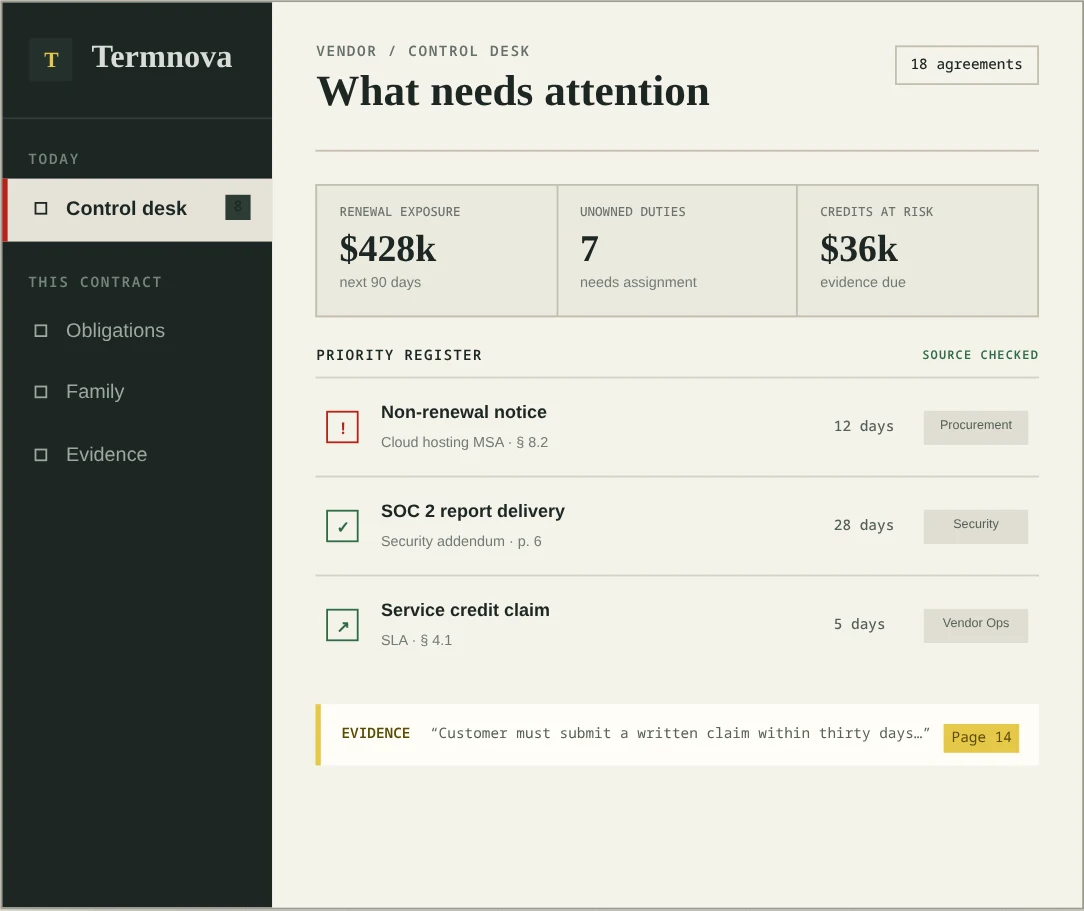 T Termnova
TODAY
Control desk 8
THIS CONTRACT
Obligations
Family
Evidence
VENDOR / CONTROL DESK
What needs attention
18 agreements
RENEWAL EXPOSURE
$428k
next 90 days
UNOWNED DUTIES
7
needs assignment
CREDITS AT RISK
$36k
evidence due
PRIORITY REGISTER
SOURCE CHECKED
! Non-renewal notice
Cloud hosting MSA · § 8.2
12 days
Procurement
✓ SOC 2 report delivery
Security addendum · p. 6
28 days
Security
↗ Service credit claim
SLA · § 4.1
5 days
Vendor Ops
EVIDENCE “Customer must submit a written claim within thirty days…” Page 14